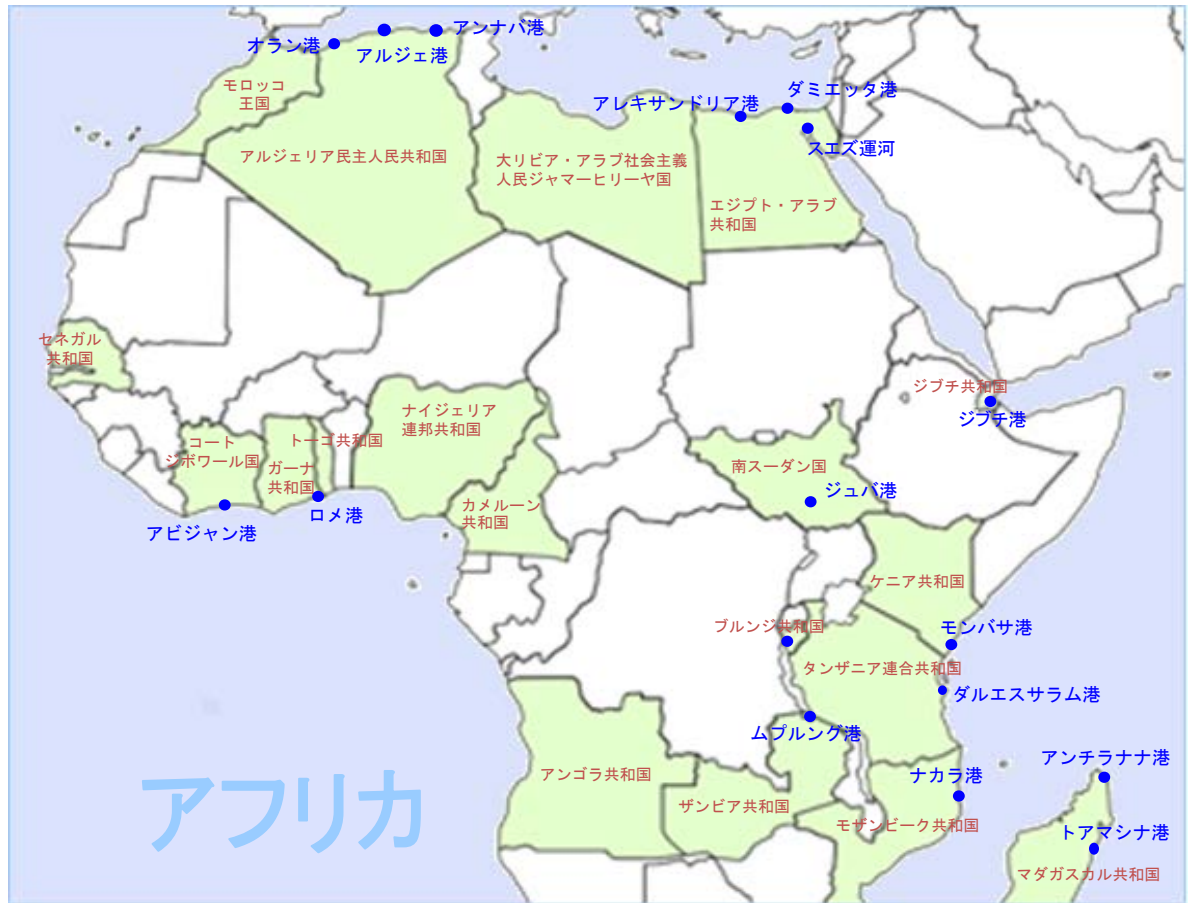 アンナバ港
オラン港
アルジェ港
モロッコ
王国
アルジェリア民主人民共和国
大リビア・アラブ社会主義
人民ジャマーヒリーヤ国
アレキサンドリア港
ダミエッタ港
スエズ運河
エジプト・アラブ
共和国
セネガル
共和国
ジブチ共和国
ジブチ港
ナイジェリア
連邦共和国
コート
ジボワール国
トーゴ共和国
ガーナ
共和国
南スーダン国
ジュバ港
カメルーン
共和国
ロメ港
アビジャン港
ケニア共和国
ブルンジ共和国
モンバサ港
タンザニア連合共和国
ダルエスサラム港
ムプルング港
アンチラナナ港
アンゴラ共和国
ナカラ港
ザンビア共和国
モザンビーク共和国
トアマシナ港
マダガスカル共和国
アフリカ